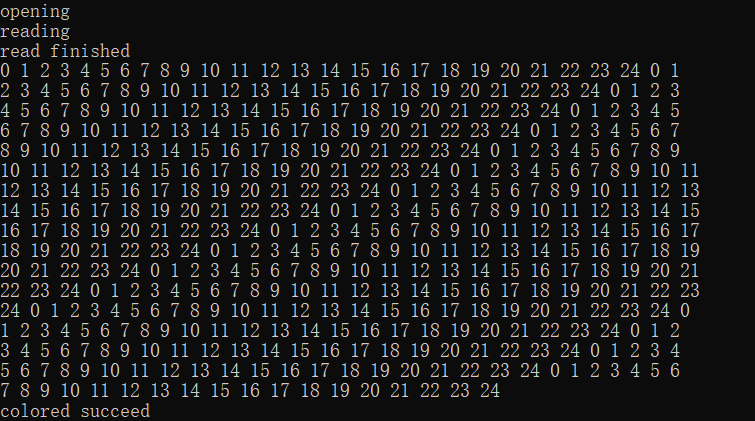 opening
reading
read finished
0 1 2 3 4 5 6 7 8 9 10 11 12 13 14 15 16 17 18 19 20 21 22 23 24 0 1
2 3 4 5 6 7 8 9 10 11 12 13 14 15 16 17 18 19 20 21 22 23 24 0 1 2 3
4 5 6 7 8 9 10 11 12 13 14 15 16 17 18 19 20 21 22 23 24 0 1 2 3 4 5
6 7 8 9 10 11 12 13 14 15 16 17 18 19 20 21 22 23 24 0 1 2 3 4 5 6 7
8 9 10 11 12 13 14 15 16 17 18 19 20 21 22 23 24 0 1 2 3 4 5 6 7 8 9
10 11 12 13 14 15 16 17 18 19 20 21 22 23 24 0 1 2 3 4 5 6 7 8 9 10 11
12 13 14 15 16 17 18 19 20 21 22 23 24 0 1 2 3 4 5 6 7 8 9 10 11 12 13
14 15 16 17 18 19 20 21 22 23 24 0 1 2 3 4 5 6 7 8 9 10 11 12 13 14 15
16 17 18 19 20 21 22 23 24 0 1 2 3 4 5 6 7 8 9 10 11 12 13 14 15 16 17
18 19 20 21 22 23 24 0 1 2 3 4 5 6 7 8 9 10 11 12 13 14 15 16 17 18 19
20 21 22 23 24 0 1 2 3 4 5 6 7 8 9 10 11 12 13 14 15 16 17 18 19 20 21
22 23 24 0 1 2 3 4 5 6 7 8 9 10 11 12 13 14 15 16 17 18 19 20 21 22 23
24 0 1 2 3 4 5 6 7 8 9 10 11 12 13 14 15 16 17 18 19 20 21 22 23 24 0
1 2 3 4 5 6 7 8 9 10 11 12 13 14 15 16 17 18 19 20 21 22 23 24 0 1 2
3 4 5 6 7 8 9 10 11 12 13 14 15 16 17 18 19 20 21 22 23 24 0 1 2 3 4
5 6 7 8 9 10 11 12 13 14 15 16 17 18 19 20 21 22 23 24 0 1 2 3 4 5 6
7 8 9 10 11 12 13 14 15 16 17 18 19 20 21 22 23 24
colored succeed